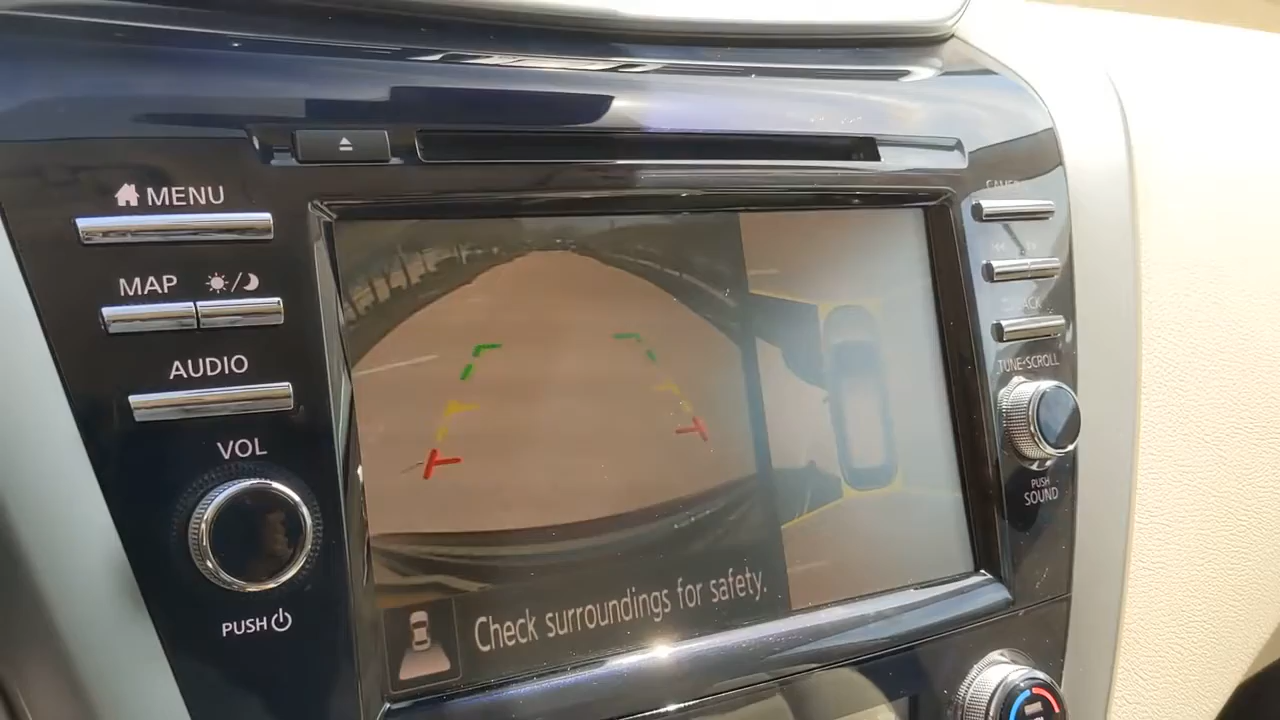 MENU
MAP
AUDIO
VOL
PUSH
Check surroundings for safety.
TUNE•SCROLL
PUSH
SOUND